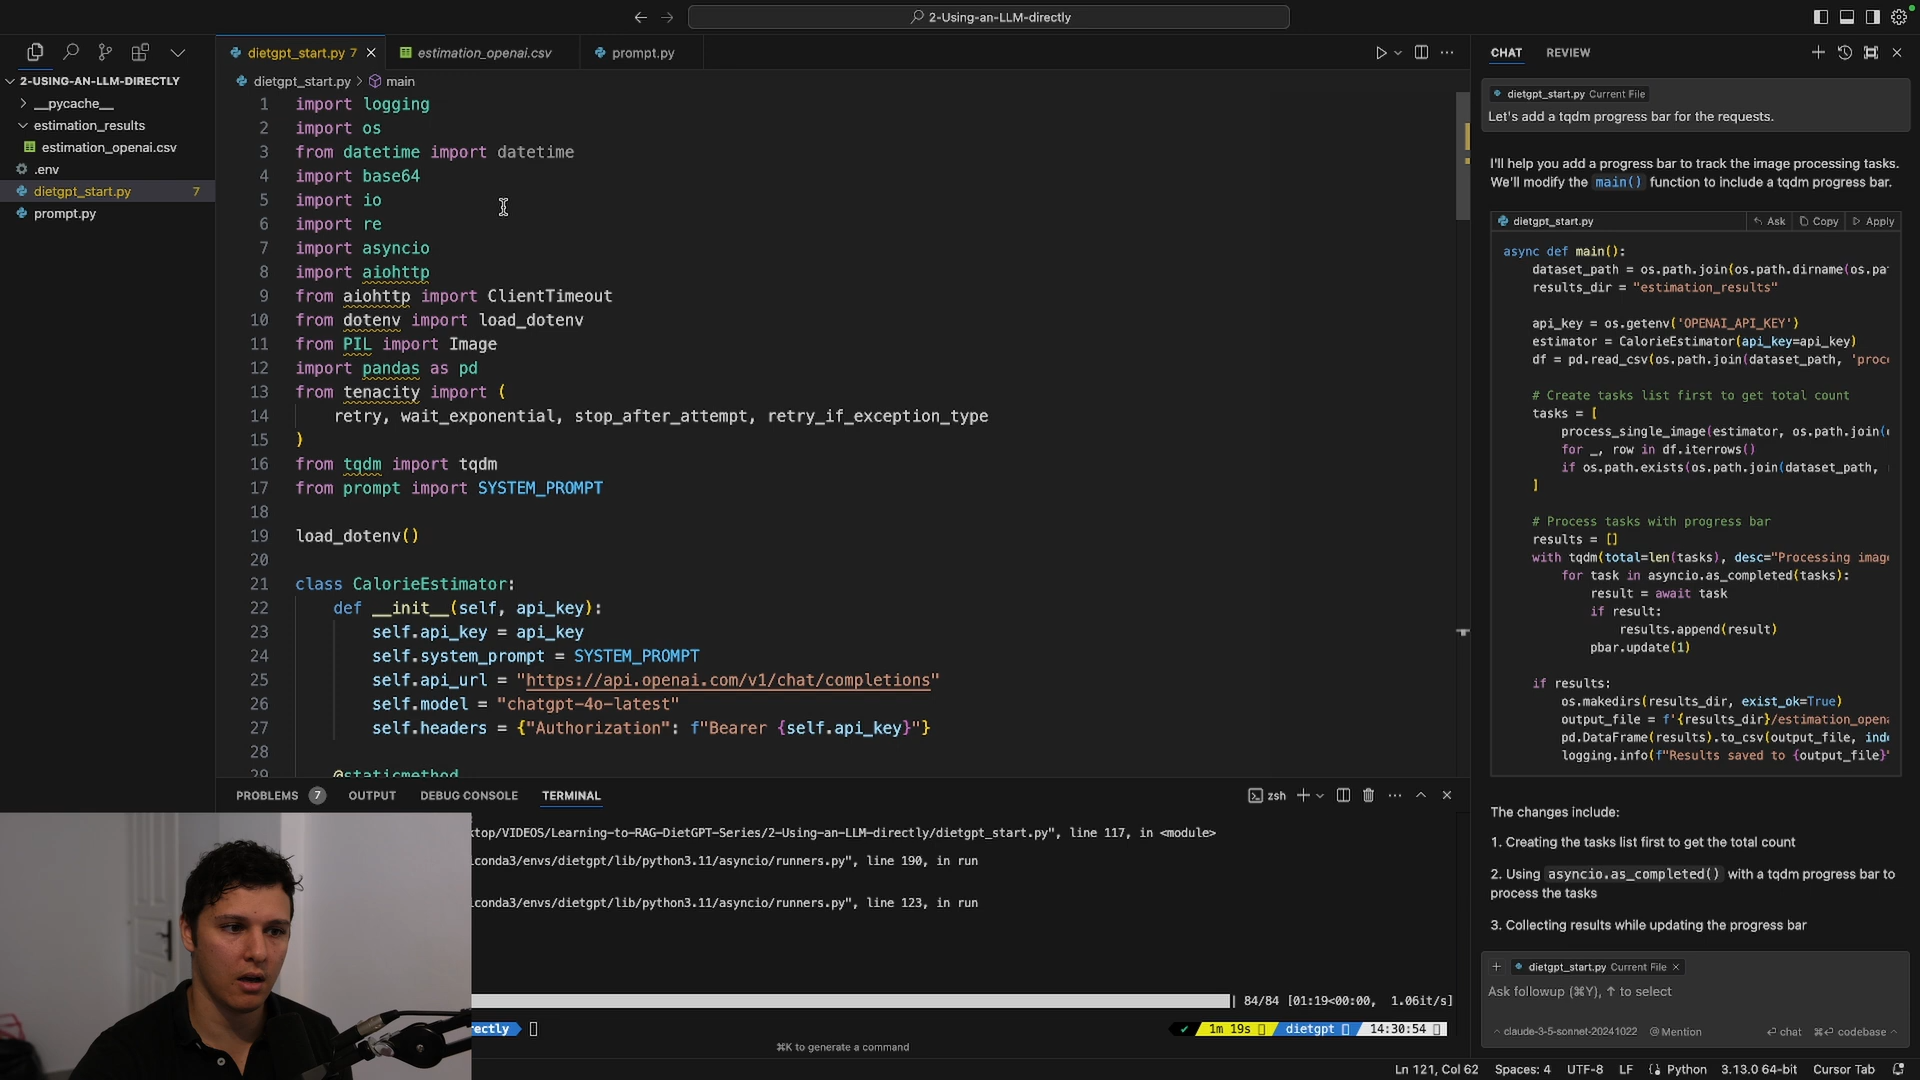 2-Using-an-LLM-directly
dietgpt_start.py 7
estimation_openai.csv
prompt.py
2-USING-AN-LLM-DIRECTLY
__pycache__
estimation_results
estimation_openai.csv
.env
dietgpt_start.py 7
prompt.py
dietgpt_start.py > main
1 import logging
2 import os
3 from datetime import datetime
4 import base64
5 import io
6 import re
7 import asyncio
8 import aiohttp
9 from aiohttp import ClientTimeout
10 from dotenv import load_dotenv
11 from PIL import Image
12 import pandas as pd
13 from tenacity import (
14 retry, wait_exponential, stop_after_attempt, retry_if_exception_type
15 )
16 from tqdm import tqdm
17 from prompt import SYSTEM_PROMPT
18
19 load_dotenv()
20
21 class CalorieEstimator:
22 def __init__(self, api_key):
23 self.api_key = api_key
24 self.system_prompt = SYSTEM_PROMPT
25 self.api_url = "https://api.openai.com/v1/chat/completions"
26 self.model = "chatgpt-4o-latest"
27 self.headers = {"Authorization": f"Bearer {self.api_key}"}
28
29 @staticmethod
PROBLEMS 7 OUTPUT DEBUG CONSOLE TERMINAL
zsh
ktop/VIDEOS/Learning-to-RAG-DietGPT-Series/2-Using-an-LLM-directly/dietgpt_start.py", line 117, in <module>
conda3/envs/dietgpt/lib/python3.11/asyncio/runners.py", line 190, in run
conda3/envs/dietgpt/lib/python3.11/asyncio/runners.py", line 123, in run
| 84/84 [01:19<00:00, 1.06it/s]
rectly
✔ 1m 19s dietgpt 14:30:54
⌘K to generate a command
CHAT REVIEW
dietgpt_start.py Current File
Let's add a tqdm progress bar for the requests.
I'll help you add a progress bar to track the image processing tasks.
We'll modify the main() function to include a tqdm progress bar.
dietgpt_start.py Ask Copy Apply
async def main():
dataset_path = os.path.join(os.path.dirname(os.pa
results_dir = "estimation_results"
api_key = os.getenv('OPENAI_API_KEY')
estimator = CalorieEstimator(api_key=api_key)
df = pd.read_csv(os.path.join(dataset_path, 'proc
# Create tasks list first to get total count
tasks = [
process_single_image(estimator, os.path.join(
for _, row in df.iterrows()
if os.path.exists(os.path.join(dataset_path,
]
# Process tasks with progress bar
results = []
with tqdm(total=len(tasks), desc="Processing imag
for task in asyncio.as_completed(tasks):
result = await task
if result:
results.append(result)
pbar.update(1)
if results:
os.makedirs(results_dir, exist_ok=True)
output_file = f'{results_dir}/estimation_open
pd.DataFrame(results).to_csv(output_file, ind
logging.info(f"Results saved to {output_file}"
The changes include:
1. Creating the tasks list first to get the total count
2. Using asyncio.as_completed() with a tqdm progress bar to
process the tasks
3. Collecting results while updating the progress bar
dietgpt_start.py Current File
Ask followup (⌘Y), ↑ to select
claude-3-5-sonnet-20241022 @Mention chat codebase
Ln 121, Col 62 Spaces: 4 UTF-8 LF Python 3.13.0 64-bit Cursor Tab